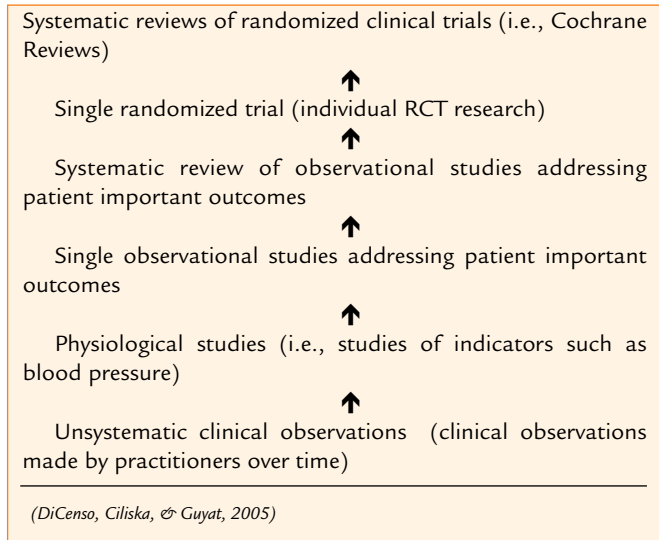 Systematic reviews of randomized clinical trials (i.e., Cochrane
Reviews)
Single randomized trial (individual RCT research)
Systematic review of observational studies addressing
patient important outcomes
Single observational studies addressing patient important
outcomes
Physiological studies (i.e., studies of indicators such as
blood pressure)
Unsystematic clinical observations (clinical observations
made by practitioners over time)
(DiCenso, Ciliska, & Guyat, 2005)